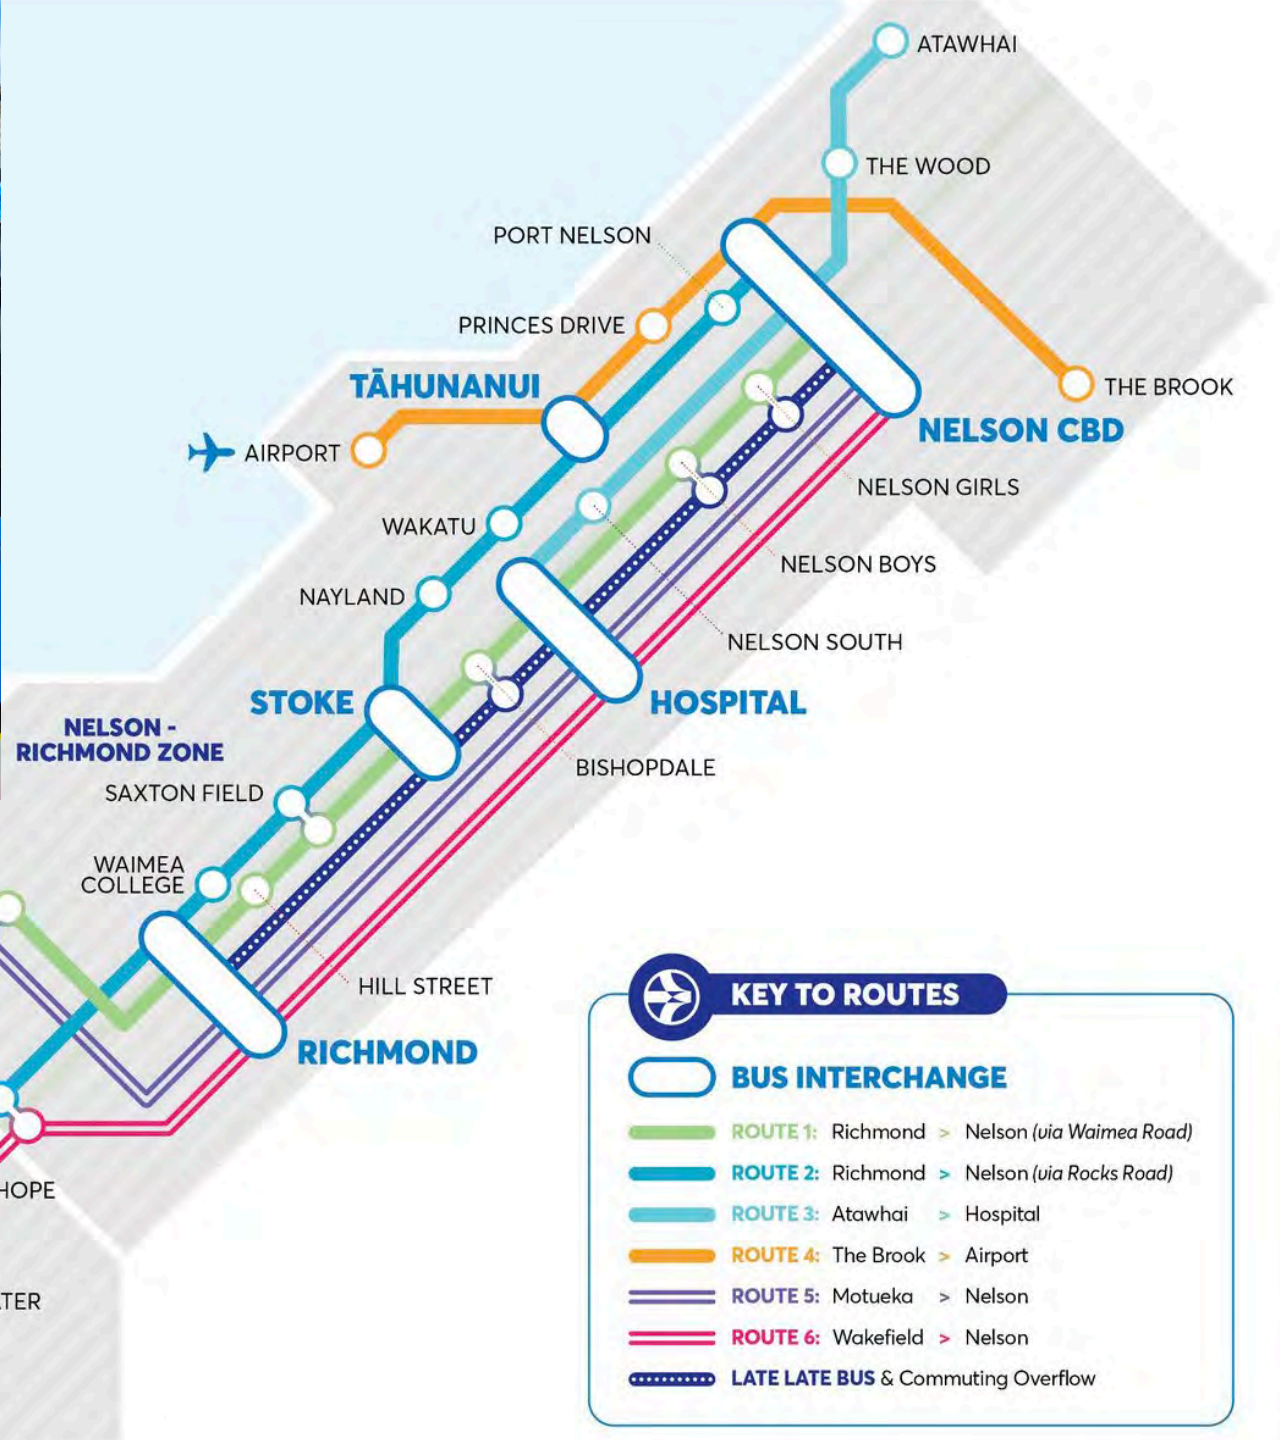 ATAWHAI
THE WOOD
PORT NELSON
PRINCES DRIVE
TĀHUNANUI
THE BROOK
NELSON CBD
AIRPORT
NELSON GIRLS
WAKATU
NELSON BOYS
NAYLAND
NELSON SOUTH
STOKE
HOSPITAL
NELSON -
RICHMOND ZONE
BISHOPDALE
SAXTON FIELD
WAIMEA
COLLEGE
HILL STREET
RICHMOND
HOPE
TER
KEY TO ROUTES
BUS INTERCHANGE
ROUTE 1: Richmond > Nelson (via Waimea Road)
ROUTE 2: Richmond > Nelson (via Rocks Road)
ROUTE 3: Atawhai > Hospital
ROUTE 4: The Brook > Airport
ROUTE 5: Motueka > Nelson
ROUTE 6: Wakefield > Nelson
LATE LATE BUS & Commuting Overflow